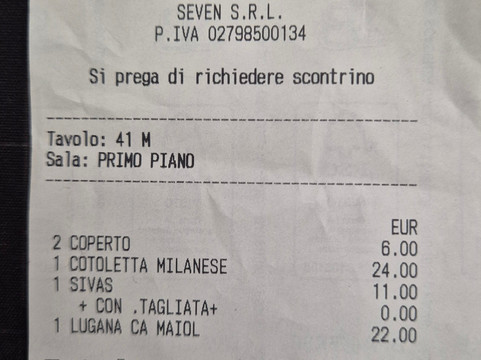 SEVEN S.R.L.
P.IVA 02798500134
Si prega di richiedere scontrino
Tavolo: 41 M
Sala: PRIMO PIANO
EUR
2 COPERTO 6.00
1 COTOLETTA MILANESE 24.00
1 SIVAS 11.00
+ CON .TAGLIATA+ 0.00
1 LUGANA CA MAIOL 22.00